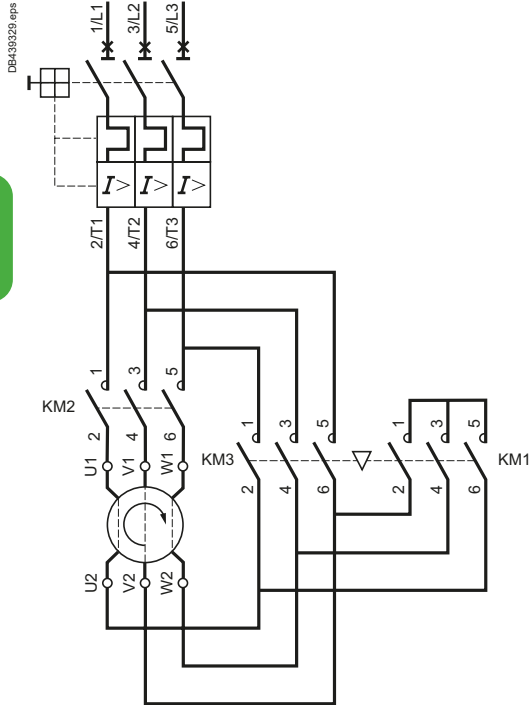 DB439329.eps
1/L1 3/L2 5/L3
I> I> I>
2/T1 4/T2 6/T3
1 3 5
KM2
2 4 6
U1 V1 W1
1 3 5
KM3
2 4 6
1 3 5
KM1
2 4 6
U2 V2 W2